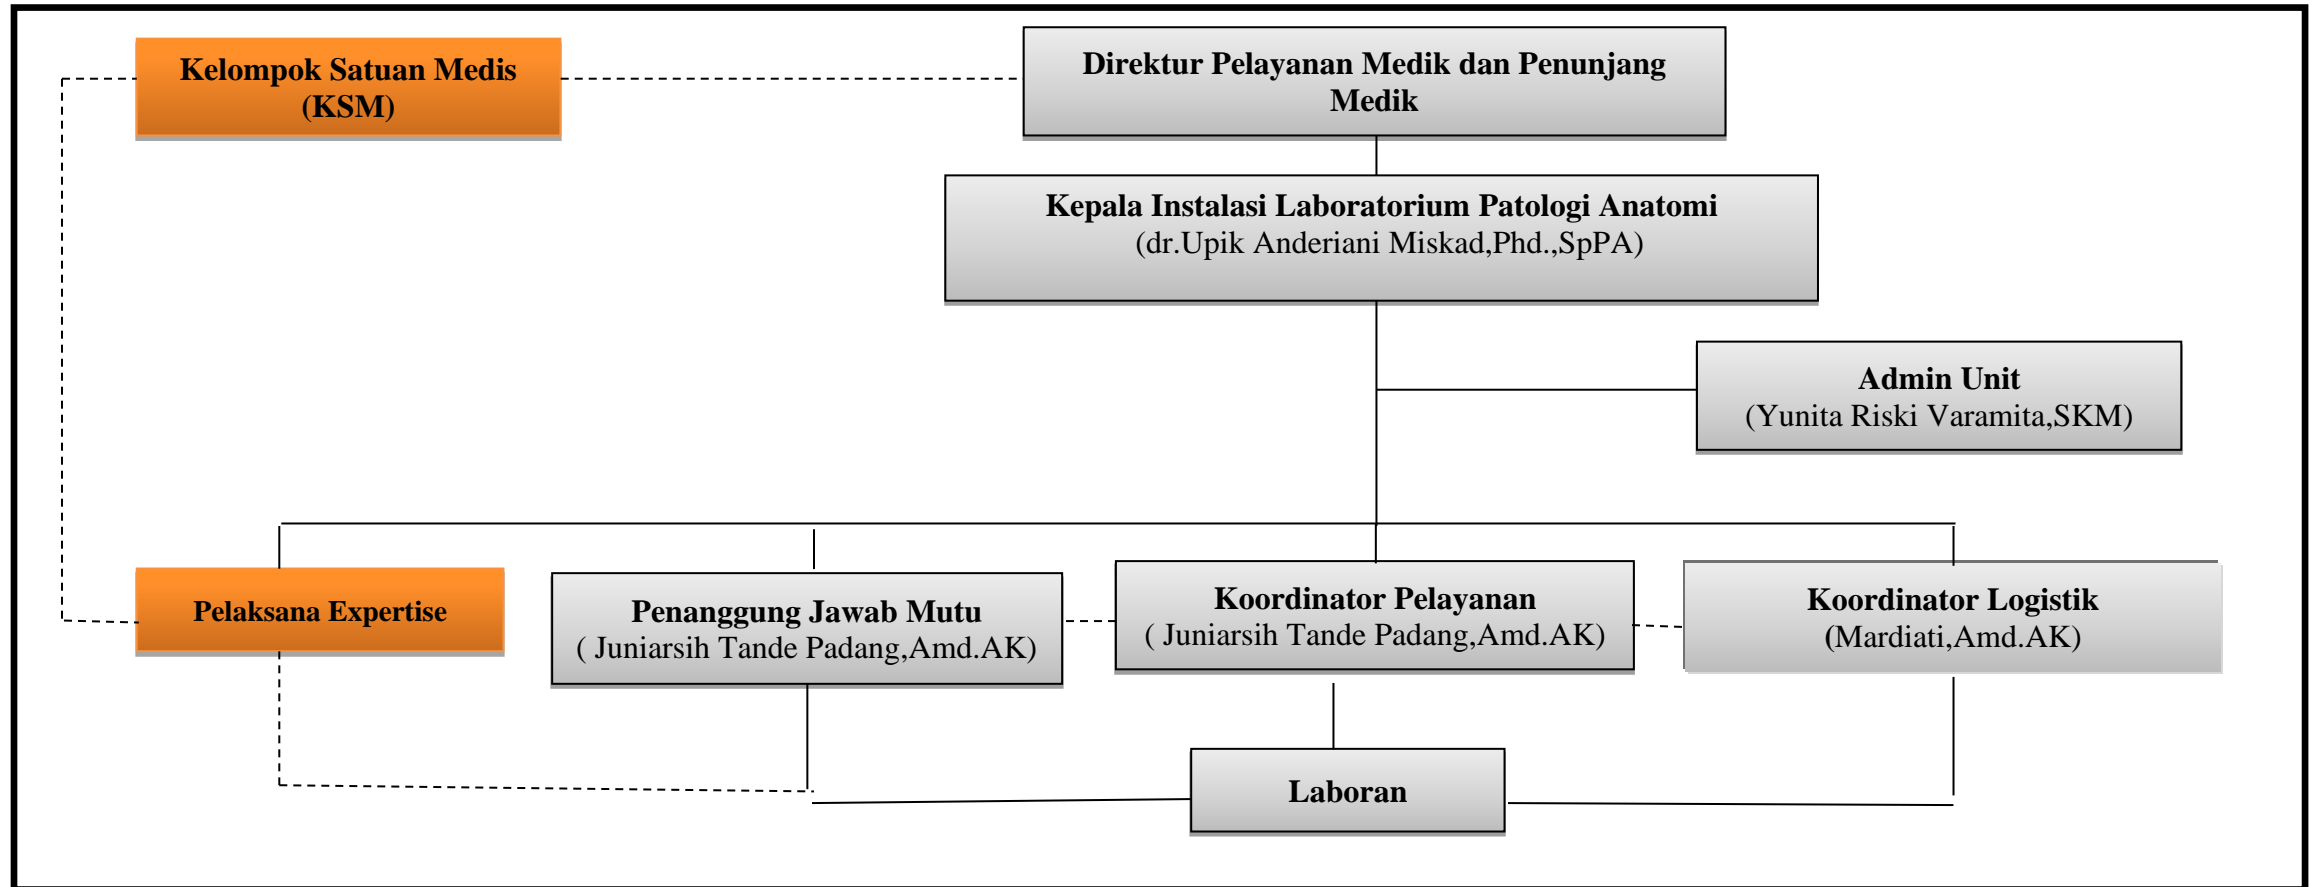 Kelompok Satuan Medis
(KSM)
Direktur Pelayanan Medik dan Penunjang
Medik
Kepala Instalasi Laboratorium Patologi Anatomi
(dr.Upik Anderiani Miskad,Phd.,SpPA)
Admin Unit
(Yunita Riski Varamita,SKM)
Pelaksana Expertise
Penanggung Jawab Mutu
( Juniarsih Tande Padang,Amd.AK)
Koordinator Pelayanan
( Juniarsih Tande Padang,Amd.AK)
Koordinator Logistik
(Mardiati,Amd.AK)
Laboran